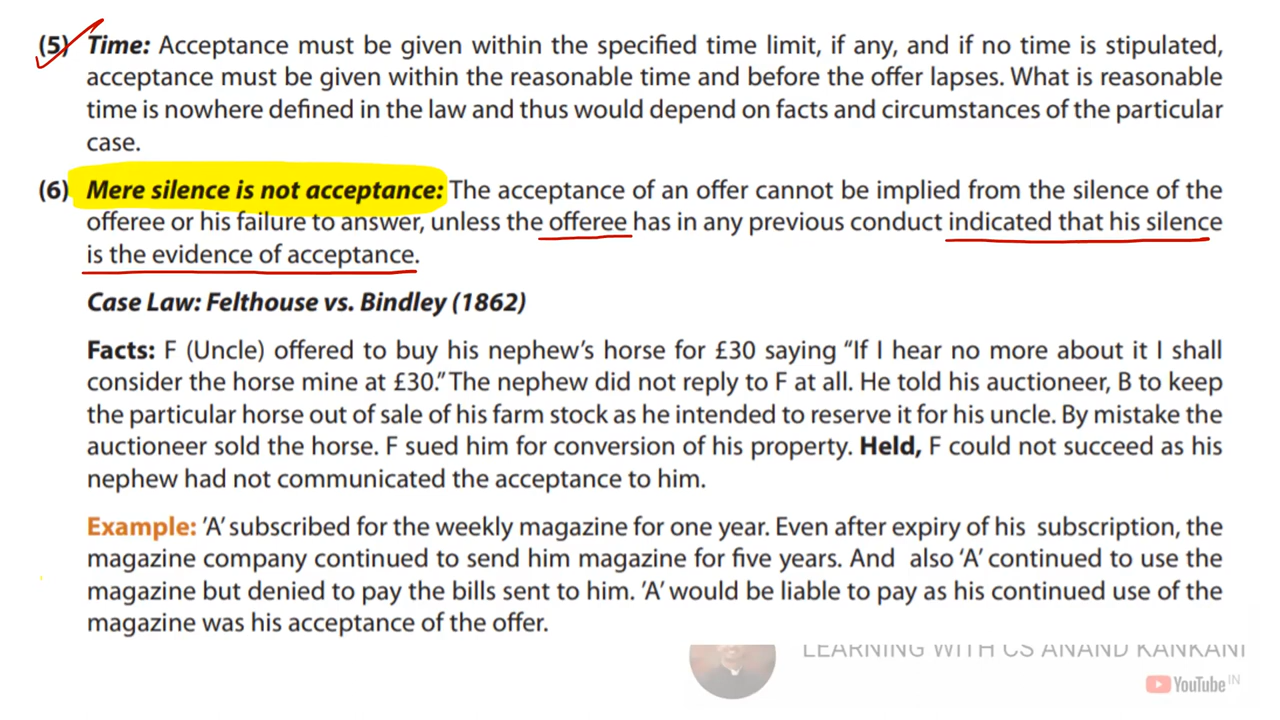 (5) Time: Acceptance must be given within the specified time limit, if any, and if no time is stipulated,
acceptance must be given within the reasonable time and before the offer lapses. What is reasonable
time is nowhere defined in the law and thus would depend on facts and circumstances of the particular
case.
(6) Mere silence is not acceptance: The acceptance of an offer cannot be implied from the silence of the
offeree or his failure to answer, unless the offeree has in any previous conduct indicated that his silence
is the evidence of acceptance.
Case Law: Felthouse vs. Bindley (1862)
Facts: F (Uncle) offered to buy his nephew's horse for £30 saying “If I hear no more about it I shall
consider the horse mine at £30.” The nephew did not reply to F at all. He told his auctioneer, B to keep
the particular horse out of sale of his farm stock as he intended to reserve it for his uncle. By mistake the
auctioneer sold the horse. F sued him for conversion of his property. Held, F could not succeed as his
nephew had not communicated the acceptance to him.
Example: ‘A’ subscribed for the weekly magazine for one year. Even after expiry of his subscription, the
magazine company continued to send him magazine for five years. And also ‘A’ continued to use the
magazine but denied to pay the bills sent to him. ‘A’ would be liable to pay as his continued use of the
magazine was his acceptance of the offer.
LEARNING WITH CS ANAND KANKANI
YouTube IN